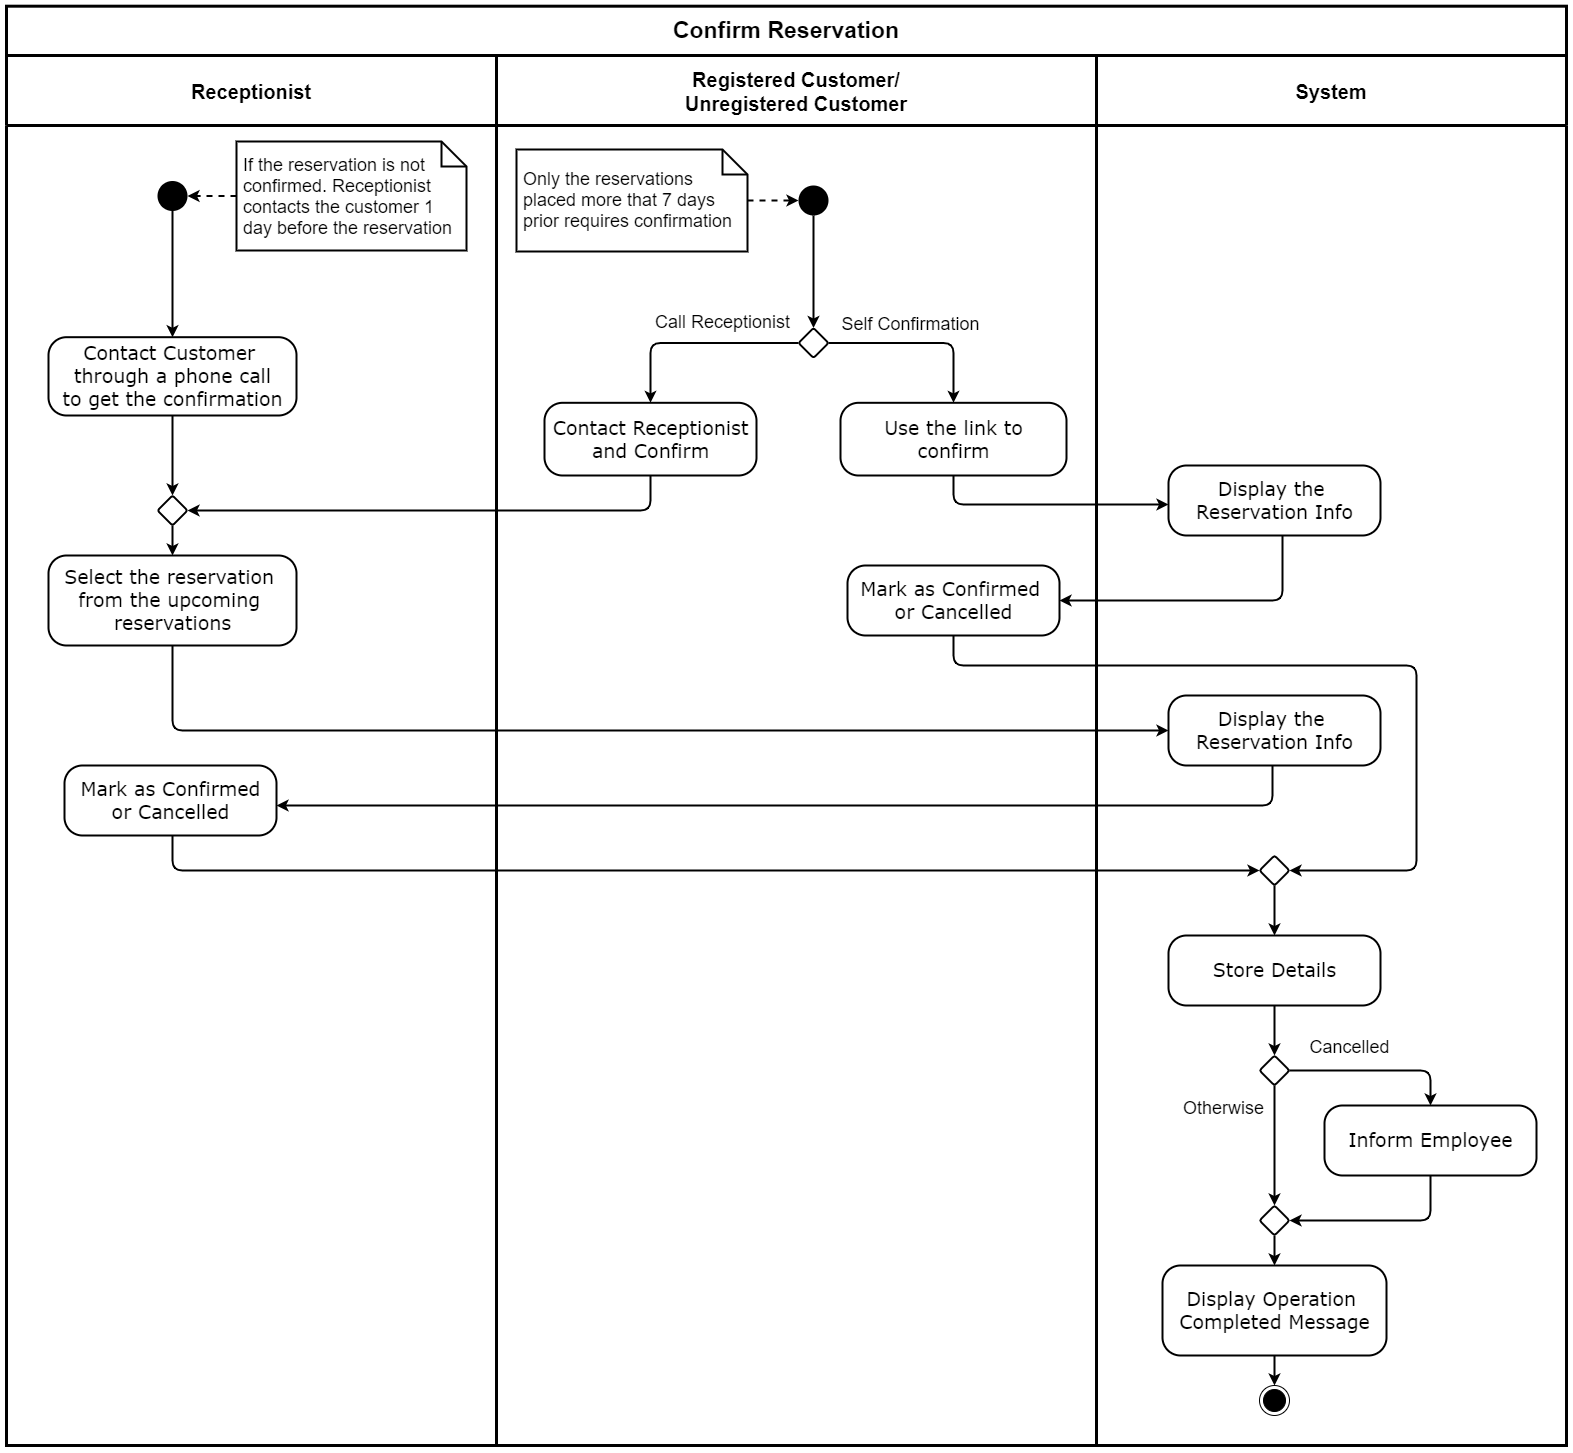 Confirm Reservation
Receptionist
Registered Customer/
Unregistered Customer
System
If the reservation is not
confirmed. Receptionist
contacts the customer 1
day before the reservation
Only the reservations
placed more that 7 days
prior requires confirmation
Call Receptionist
Self Confirmation
Contact Customer
through a phone call
to get the confirmation
Contact Receptionist
and Confirm
Use the link to
confirm
Display the
Reservation Info
Select the reservation
from the upcoming
reservations
Mark as Confirmed
or Cancelled
Display the
Reservation Info
Mark as Confirmed
or Cancelled
Store Details
Cancelled
Otherwise
Inform Employee
Display Operation
Completed Message